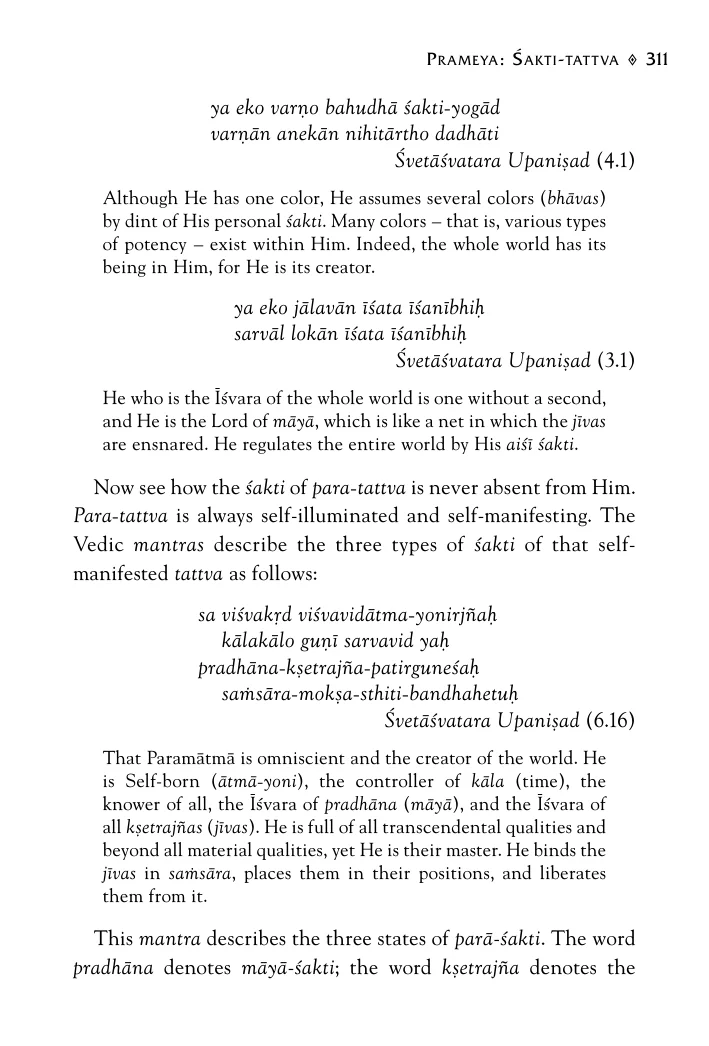 Prameya: Śakti-tattva ◈ 311
ya eko varṇo bahudhā śakti-yogād
varṇān anekān nihitārtho dadhāti
Śvetāśvatara Upaniṣad (4.1)
Although He has one color, He assumes several colors (bhāvas)
by dint of His personal śakti. Many colors – that is, various types
of potency – exist within Him. Indeed, the whole world has its
being in Him, for He is its creator.
ya eko jālavān īśata īśanībhiḥ
sarvāl lokān īśata īśanībhiḥ
Śvetāśvatara Upaniṣad (3.1)
He who is the Īśvara of the whole world is one without a second,
and He is the Lord of māyā, which is like a net in which the jīvas
are ensnared. He regulates the entire world by His aiśī śakti.
Now see how the śakti of para-tattva is never absent from Him.
Para-tattva is always self-illuminated and self-manifesting. The
Vedic mantras describe the three types of śakti of that self-
manifested tattva as follows:
sa viśvakṛd viśvavidātma-yonirjñaḥ
kālakālo guṇī sarvavid yaḥ
pradhāna-kṣetrajña-patirguneśaḥ
saṁsāra-mokṣa-sthiti-bandhahetuḥ
Śvetāśvatara Upaniṣad (6.16)
That Paramātmā is omniscient and the creator of the world. He
is Self-born (ātmā-yoni), the controller of kāla (time), the
knower of all, the Īśvara of pradhāna (māyā), and the Īśvara of
all kṣetrajñas (jīvas). He is full of all transcendental qualities and
beyond all material qualities, yet He is their master. He binds the
jīvas in saṁsāra, places them in their positions, and liberates
them from it.
This mantra describes the three states of parā-śakti. The word
pradhāna denotes māyā-śakti; the word kṣetrajña denotes the